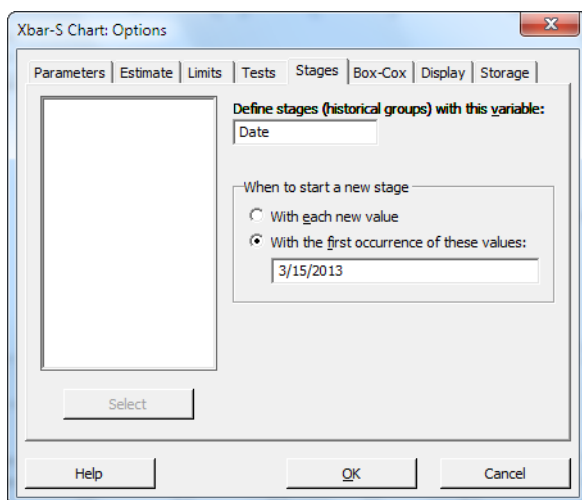 Xbar-S Chart: Options
Parameters Estimate Limits Tests Stages Box-Cox Display Storage
Define stages (historical groups) with this variable:
Date
When to start a new stage
With each new value
With the first occurrence of these values:
3/15/2013
Select
Help OK Cancel